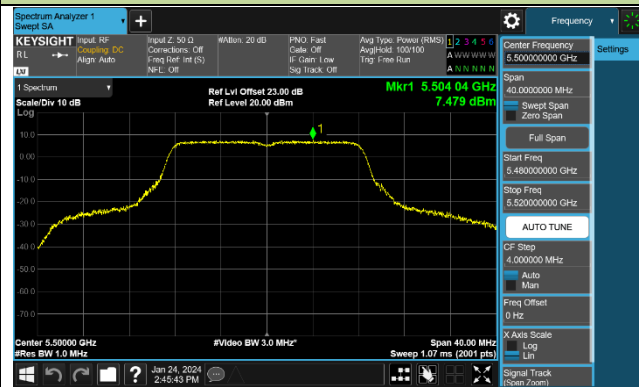 Spectrum Analyzer 1
Swept SA
Frequency
KEYSIGHT
RL
LXI
Input: RF
Coupling: DC
Align: Auto
Input Z: 50 Ω
Corrections: Off
Freq Ref: Int (S)
NFE: Off
#Atten: 20 dB
PNO: Fast
Gate: Off
IF Gain: Low
Sig Track: Off
Avg Type: Power (RMS)
Avg|Hold: 100/100
Trig: Free Run
1 2 3 4 5 6
A W W W W W
A N N N N N
Center Frequency
5.500000000 GHz
Settings
Span
40.0000000 MHz
Swept Span
Zero Span
Full Span
Start Freq
5.480000000 GHz
Stop Freq
5.520000000 GHz
AUTO TUNE
CF Step
4.000000 MHz
Auto
Man
Freq Offset
0 Hz
X Axis Scale
Log
Lin
Signal Track
(Span Zoom)
1 Spectrum
Scale/Div 10 dB
Log
Ref Lvl Offset 23.00 dB
Ref Level 20.00 dBm
Mkr1 5.504 04 GHz
7.479 dBm
1
10.0
0.00
-10.0
-20.0
-30.0
-40.0
-50.0
-60.0
-70.0
Center 5.50000 GHz
#Res BW 1.0 MHz
#Video BW 3.0 MHz*
Span 40.00 MHz
Sweep 1.07 ms (2001 pts)
?
Jan 24, 2024
2:45:43 PM